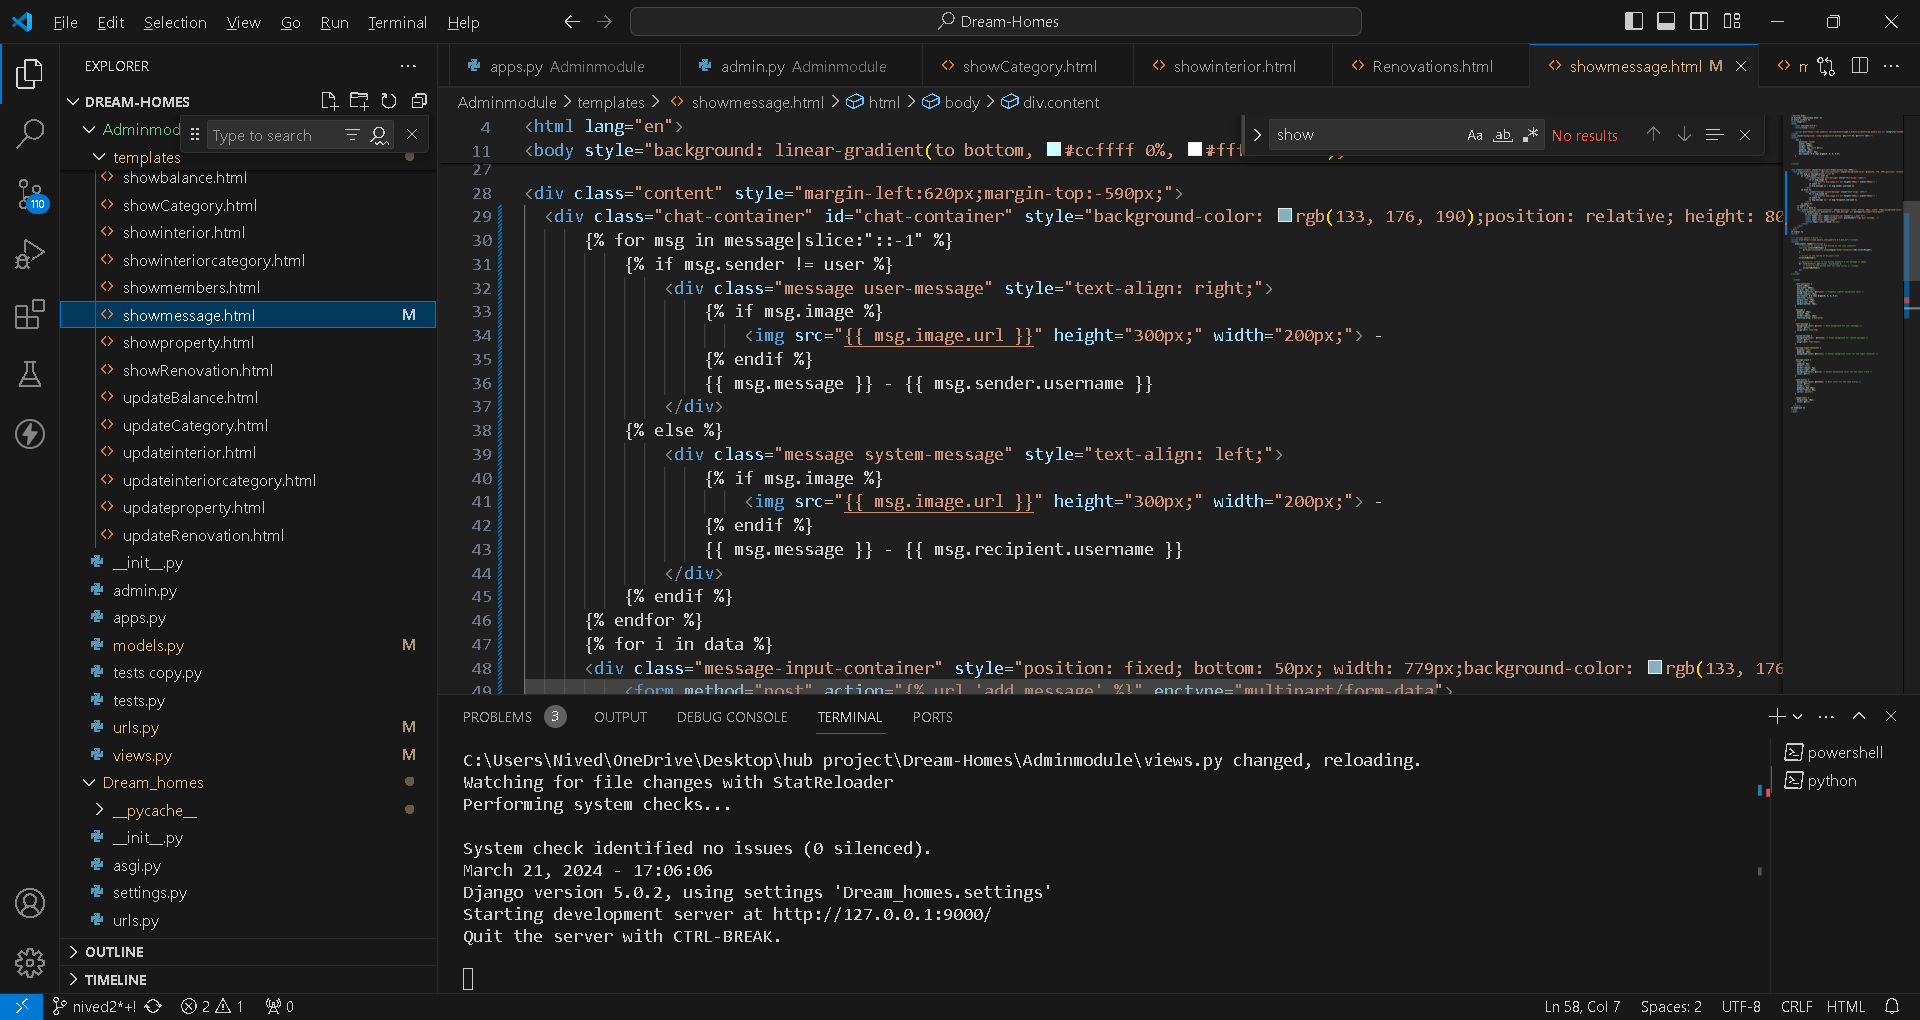 File Edit Selection View Go Run Terminal Help
Dream-Homes
EXPLORER
DREAM-HOMES
Adminmod
Type to search
templates
showbalance.html
showCategory.html
showinterior.html
showinteriorcategory.html
showmembers.html
showmessage.html M
showproperty.html
showRenovation.html
updateBalance.html
updateCategory.html
updateinterior.html
updateinteriorcategory.html
updateproperty.html
updateRenovation.html
__init__.py
admin.py
apps.py
models.py M
tests copy.py
tests.py
urls.py M
views.py M
Dream_homes
__pycache__
__init__.py
asgi.py
settings.py
urls.py
OUTLINE
TIMELINE
110
apps.py Adminmodule
admin.py Adminmodule
showCategory.html
showinterior.html
Renovations.html
showmessage.html M
Adminmodule > templates > showmessage.html > html > body > div.content
show
Aa ab No results
4 <html lang="en">
11 <body style="background: linear-gradient(to bottom, #ccffff 0%, #fff
27
28 <div class="content" style="margin-left:620px;margin-top:-590px;">
29 <div class="chat-container" id="chat-container" style="background-color: rgb(133, 176, 190);position: relative; height: 80
30 {% for msg in message|slice:"::-1" %}
31 {% if msg.sender != user %}
32 <div class="message user-message" style="text-align: right;">
33 {% if msg.image %}
34 <img src="{{ msg.image.url }}" height="300px;" width="200px;"> -
35 {% endif %}
36 {{ msg.message }} - {{ msg.sender.username }}
37 </div>
38 {% else %}
39 <div class="message system-message" style="text-align: left;">
40 {% if msg.image %}
41 <img src="{{ msg.image.url }}" height="300px;" width="200px;"> -
42 {% endif %}
43 {{ msg.message }} - {{ msg.recipient.username }}
44 </div>
45 {% endif %}
46 {% endfor %}
47 {% for i in data %}
48 <div class="message-input-container" style="position: fixed; bottom: 50px; width: 779px;background-color: rgb(133, 176
49 <form method="post" action="{% url 'add_message' %}" enctype="multipart/form-data">
PROBLEMS 3 OUTPUT DEBUG CONSOLE TERMINAL PORTS
C:\Users\Nived\OneDrive\Desktop\hub project\Dream-Homes\Adminmodule\views.py changed, reloading.
Watching for file changes with StatReloader
Performing system checks...
System check identified no issues (0 silenced).
March 21, 2024 - 17:06:06
Django version 5.0.2, using settings 'Dream_homes.settings'
Starting development server at http://127.0.0.1:9000/
Quit the server with CTRL-BREAK.
powershell
python
nived2*+! 2 1 0
Ln 58, Col 7 Spaces: 2 UTF-8 CRLF HTML